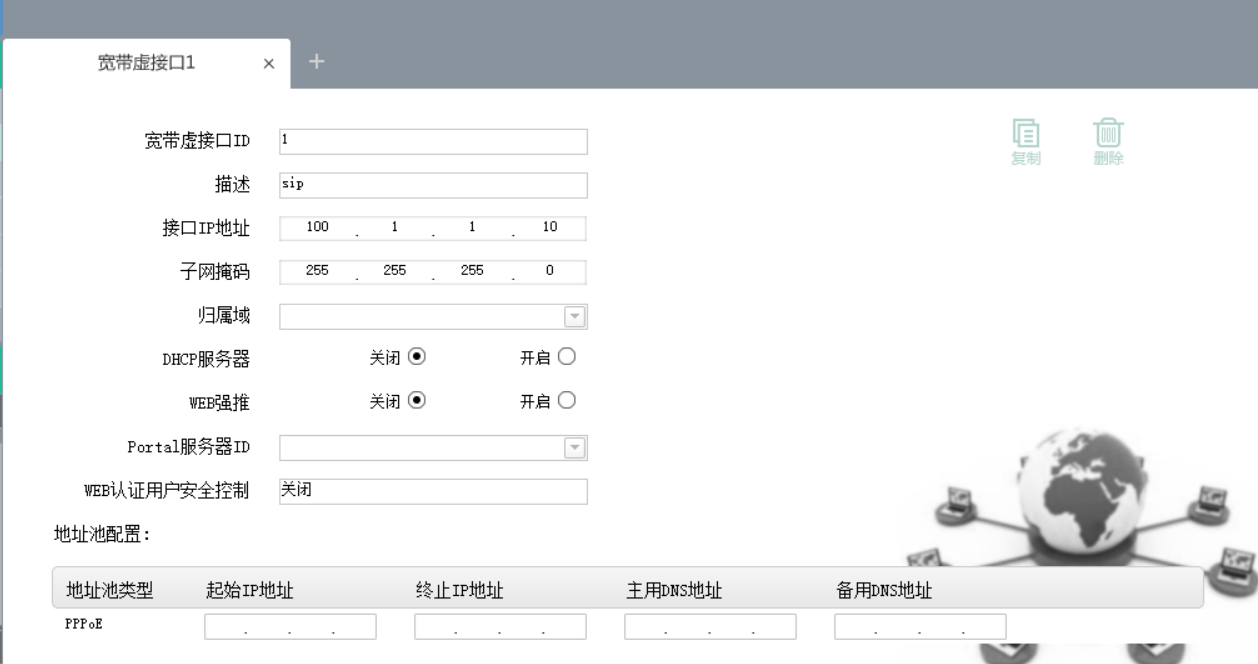 宽带虚接口1 × +
复制 删除
宽带虚接口ID 1
描述 sip
接口IP地址 100 . 1 . 1 . 10
子网掩码 255 . 255 . 255 . 0
归属域
DHCP服务器 关闭 开启
WEB强推 关闭 开启
Portal服务器ID
WEB认证用户安全控制 关闭
地址池配置:
地址池类型 起始IP地址 终止IP地址 主用DNS地址 备用DNS地址
PPPoE . . . . . . . . . . . .